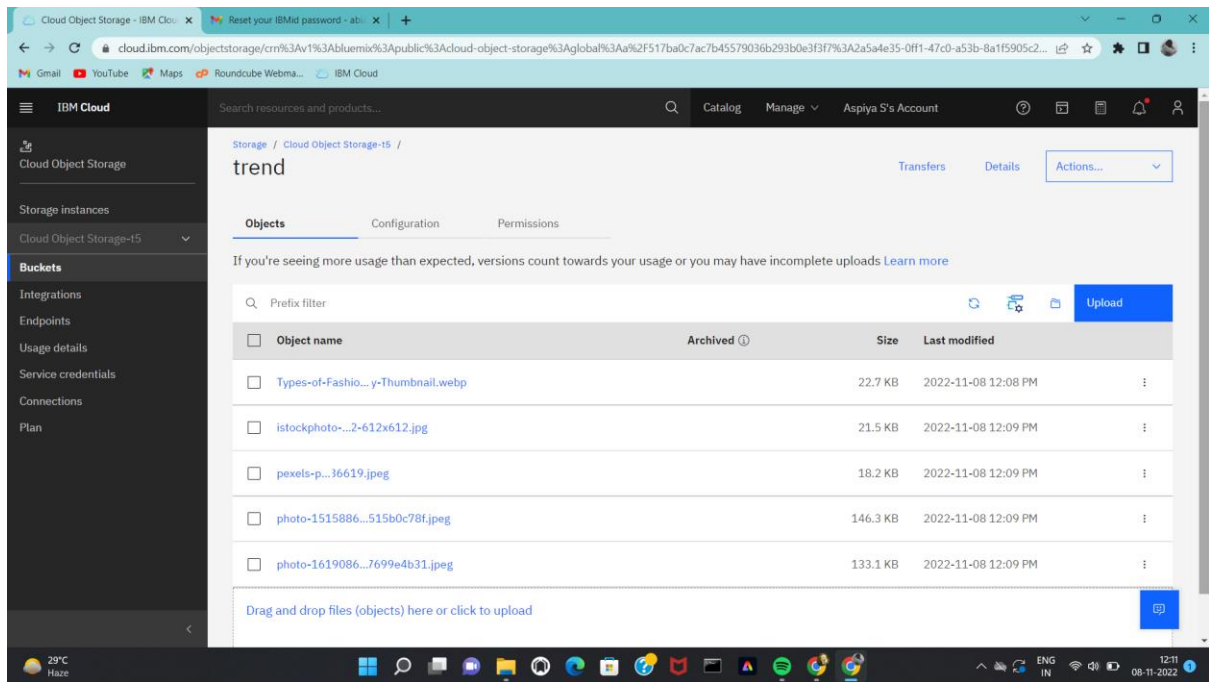 Cloud Object Storage - IBM Clou
Reset your IBMid password - abi
cloud.ibm.com/objectstorage/crn%3Av1%3Abluemix%3Apublic%3Acloud-object-storage%3Aglobal%3Aa%2F517ba0c7ac7b45579036b293b0e3f3f7%3A2a5a4e35-0ff1-47c0-a53b-8a1f5905c2...
Gmail YouTube Maps Roundcube Webma... IBM Cloud
IBM Cloud
Search resources and products...
Catalog Manage Aspiya S's Account
Cloud Object Storage
Storage instances
Cloud Object Storage-t5
Buckets
Integrations
Endpoints
Usage details
Service credentials
Connections
Plan
Storage / Cloud Object Storage-t5 /
trend
Transfers Details Actions...
Objects Configuration Permissions
If you're seeing more usage than expected, versions count towards your usage or you may have incomplete uploads Learn more
Prefix filter
Upload
Object name Archived Size Last modified
Types-of-Fashio... y-Thumbnail.webp 22.7 KB 2022-11-08 12:08 PM
istockphoto-...2-612x612.jpg 21.5 KB 2022-11-08 12:09 PM
pexels-p...36619.jpeg 18.2 KB 2022-11-08 12:09 PM
photo-1515886...515b0c78f.jpeg 146.3 KB 2022-11-08 12:09 PM
photo-1619086...7699e4b31.jpeg 133.1 KB 2022-11-08 12:09 PM
Drag and drop files (objects) here or click to upload
29°C
Haze
ENG
IN
12:11
08-11-2022
1